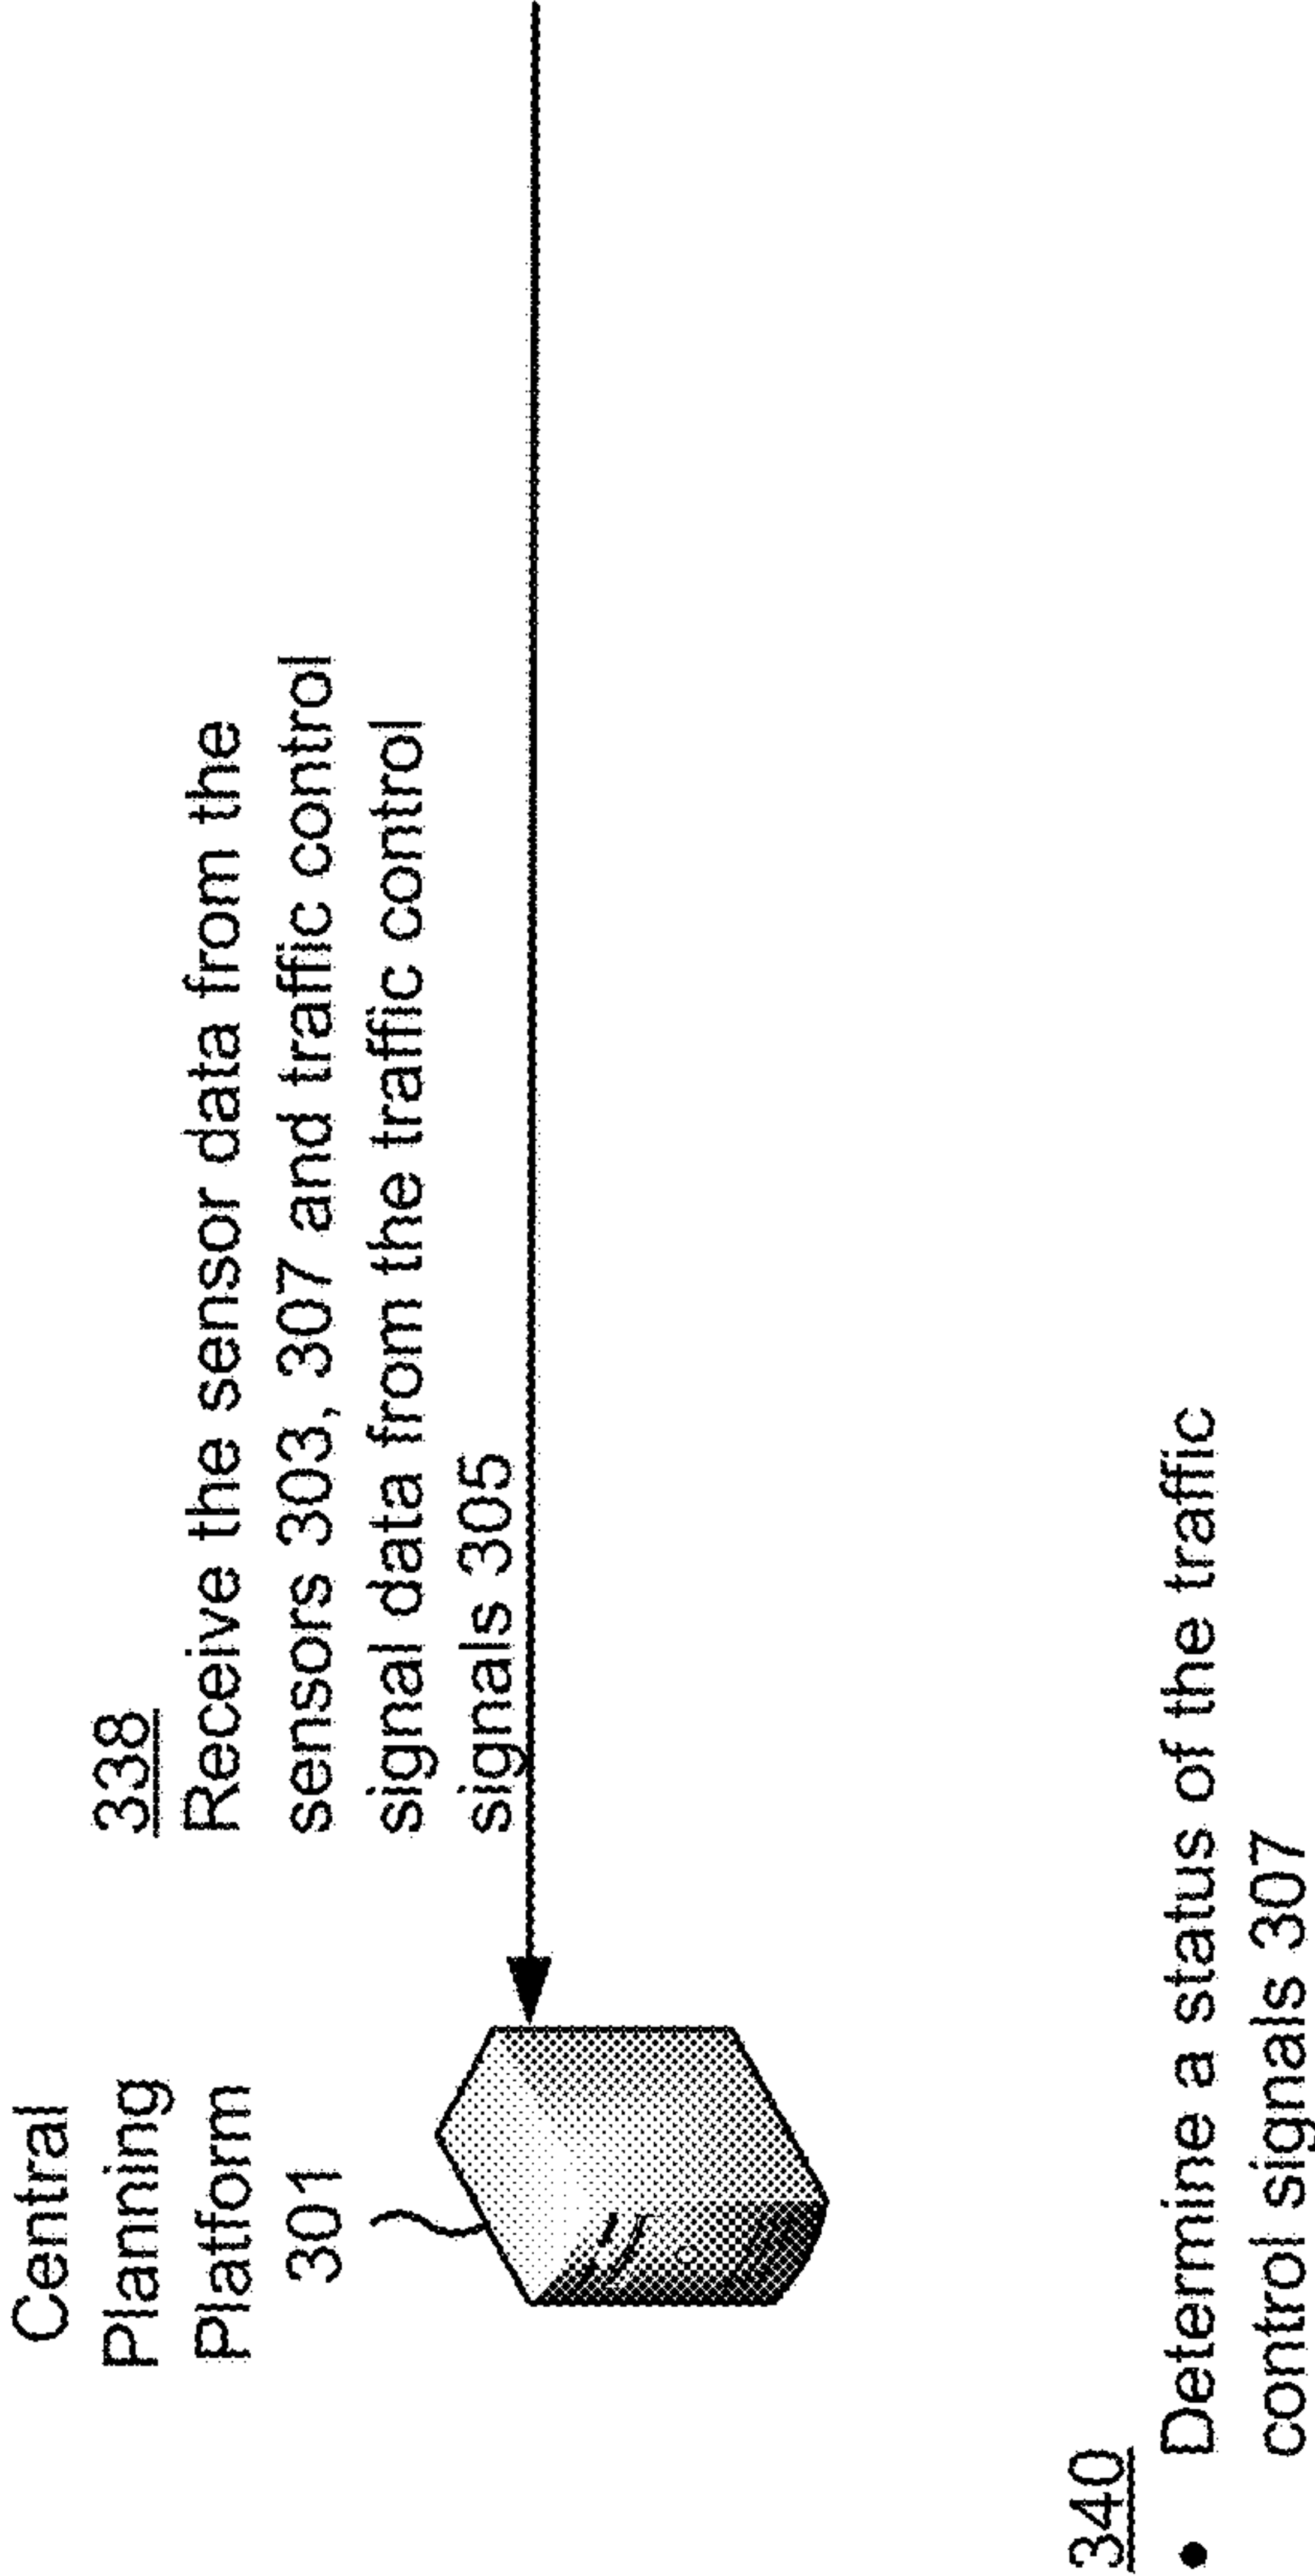 Central
Planning
Platform
301
338
Receive the sensor data from the
sensors 303, 307 and traffic control
signal data from the traffic control
signals 305
340
• Determine a status of the traffic
control signals 307